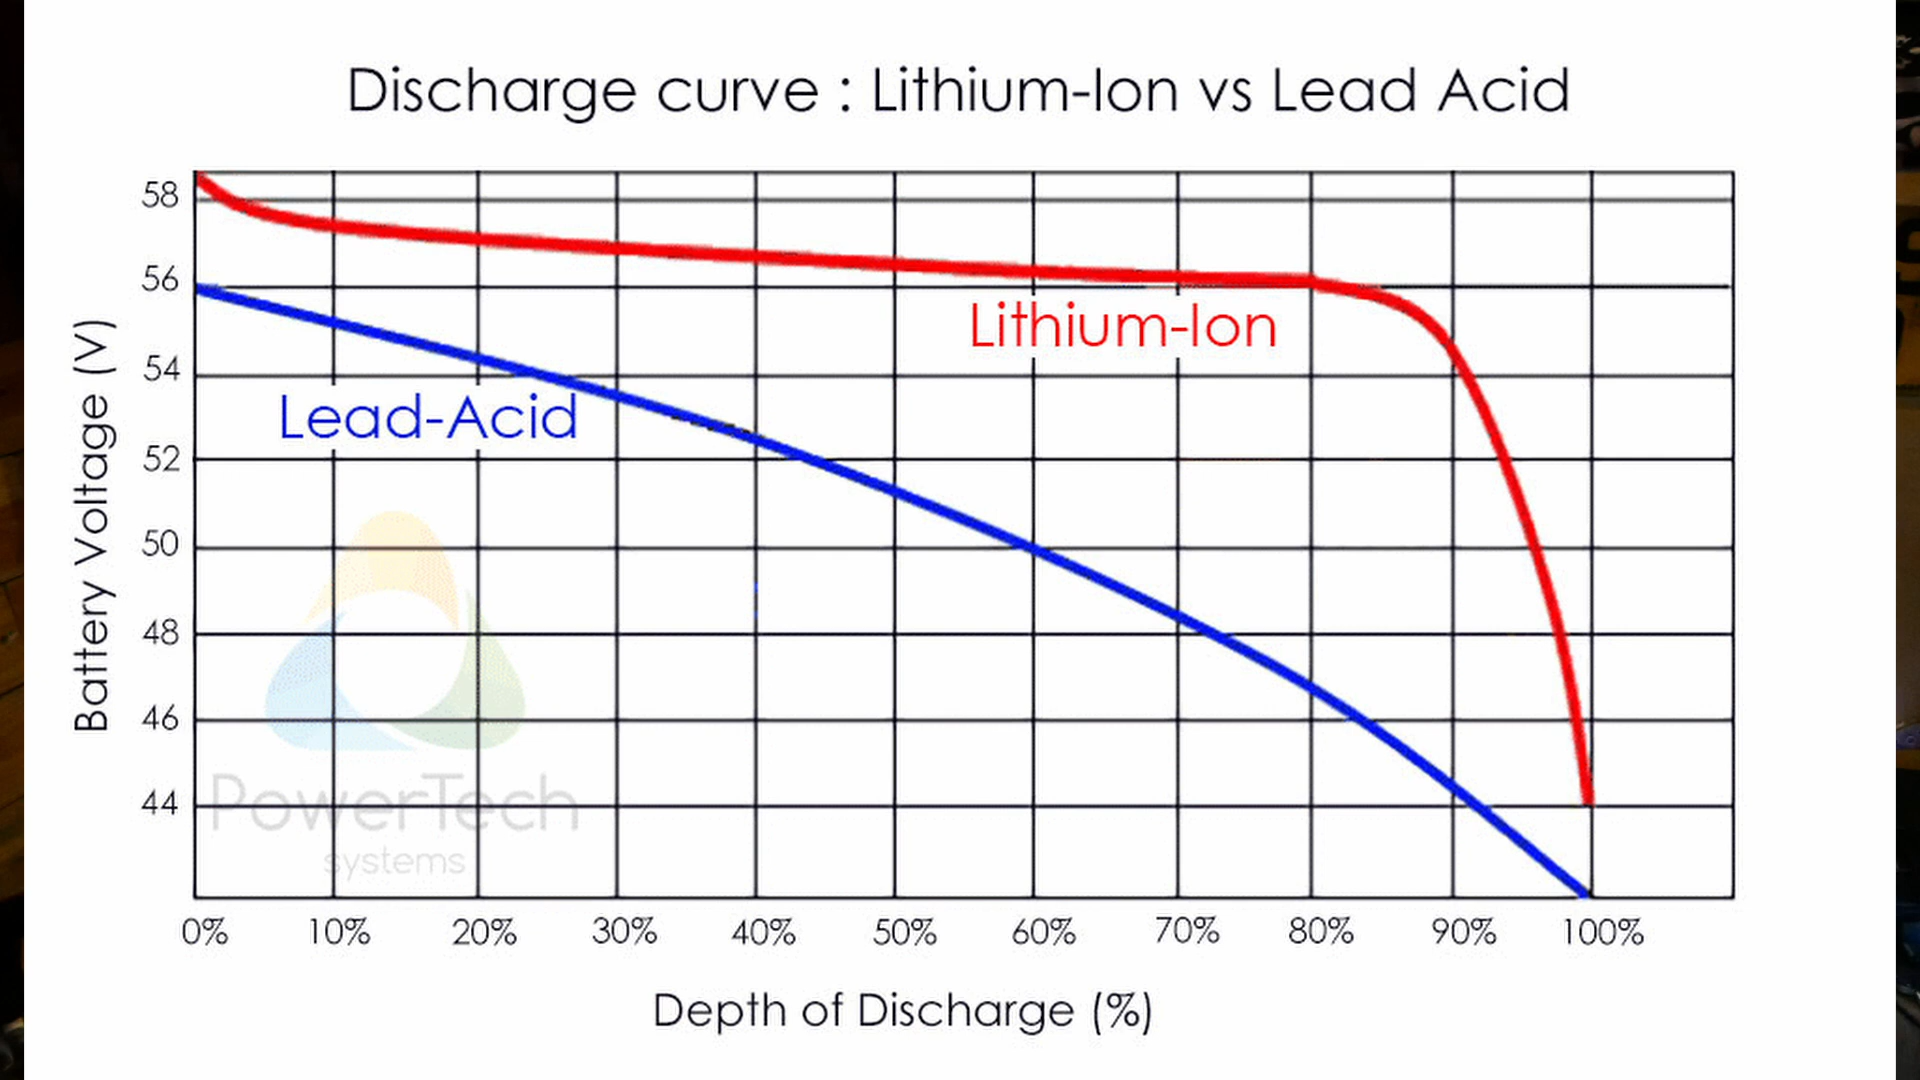 Discharge curve : Lithium-Ion vs Lead Acid
58
56
54
52
50
48
46
44
Battery Voltage (V)
Lithium-Ion
Lead-Acid
PowerTech
systems
0% 10% 20% 30% 40% 50% 60% 70% 80% 90% 100%
Depth of Discharge (%)